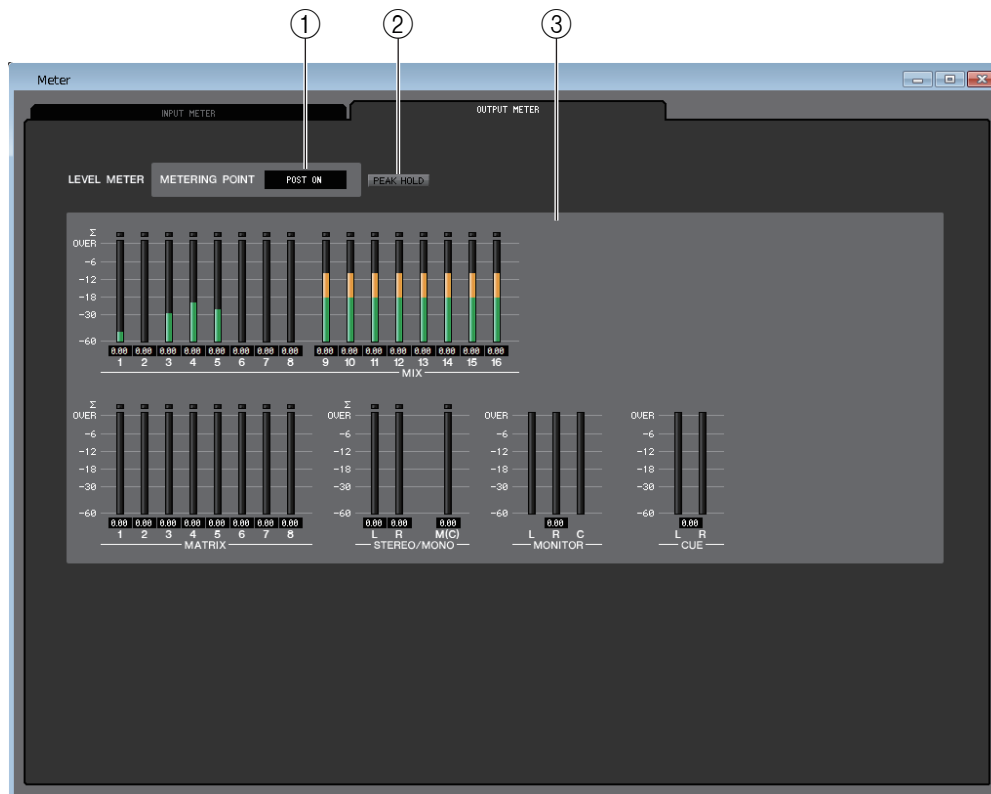 ① ② ③
Meter
INPUT METER OUTPUT METER
LEVEL METER METERING POINT POST ON PEAK HOLD
Σ
OVER
-6
-12
-18
-30
-60
0.00 0.00 0.00 0.00 0.00 0.00 0.00 0.00 0.00 0.00 0.00 0.00 0.00 0.00 0.00 0.00
1 2 3 4 5 6 7 8 9 10 11 12 13 14 15 16
MIX
Σ Σ
OVER OVER OVER OVER
-6 -6 -6 -6
-12 -12 -12 -12
-18 -18 -18 -18
-30 -30 -30 -30
-60 -60 -60 -60
0.00 0.00 0.00 0.00 0.00 0.00 0.00 0.00 0.00 0.00 0.00 0.00 0.00
1 2 3 4 5 6 7 8 L R M(C) L R C L R
MATRIX STEREO/MONO MONITOR CUE